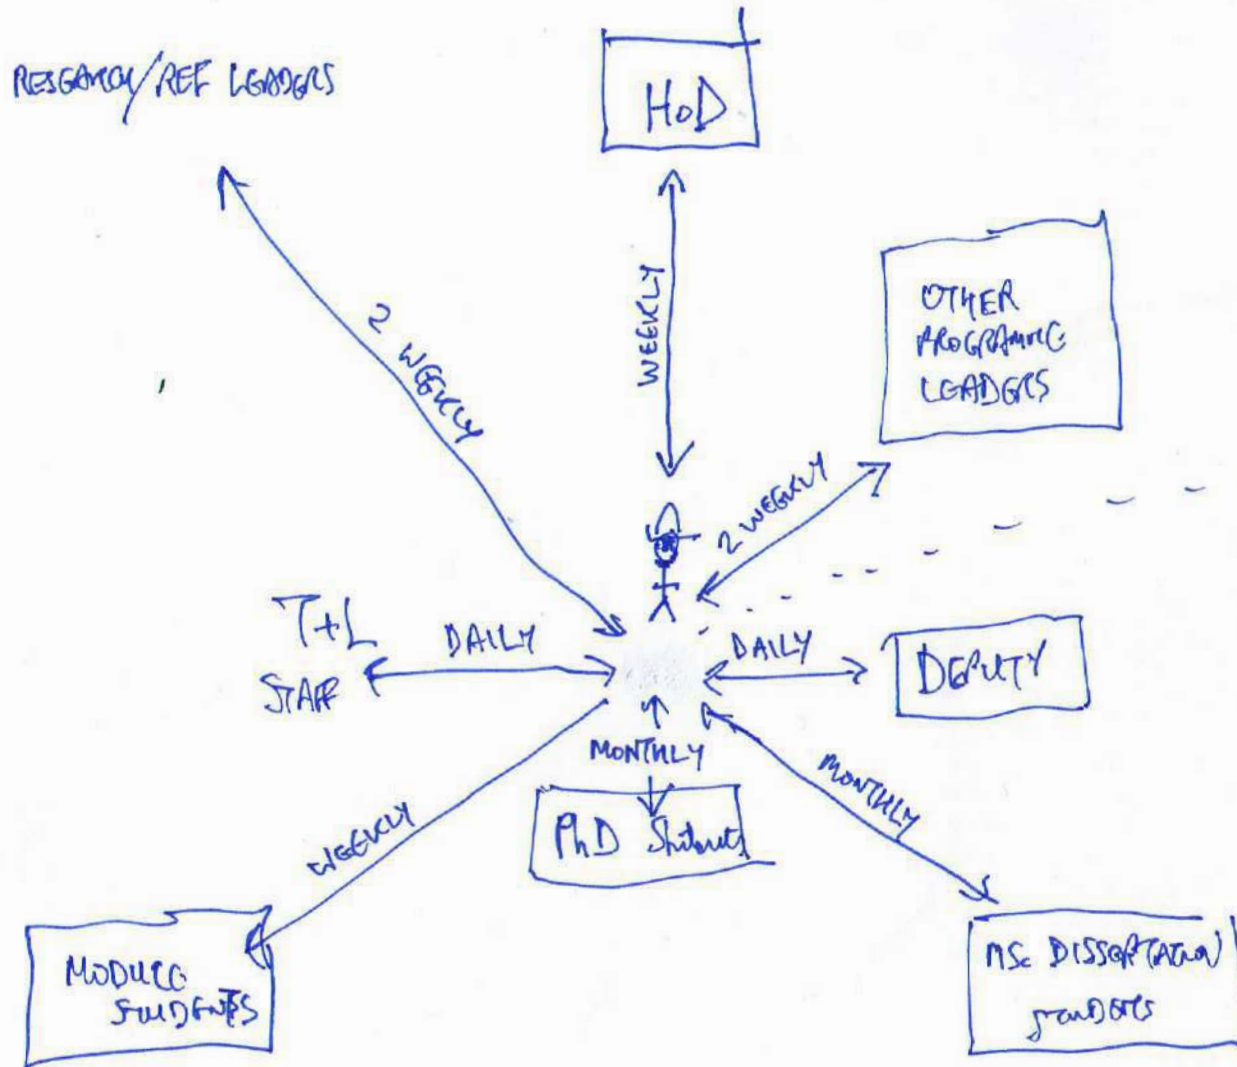 RESEARCH/REF LEADERS
HoD
WEEKLY
2 WEEKLY
OTHER
PROGRAMME
LEADERS
2 WEEKLY
T+L
STAFF
DAILY
DAILY
DEPUTY
MONTHLY
PhD Students
WEEKLY
MONTHLY
MODULE
STUDENTS
MSc DISSERTATION
STUDENTS